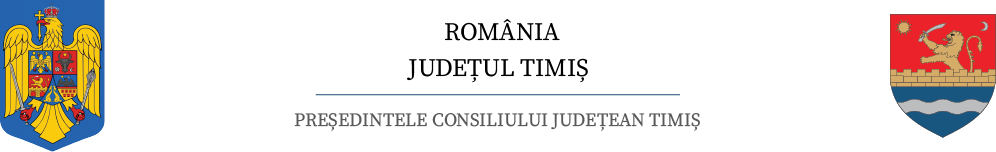 ROMÂNIA
JUDEȚUL TIMIȘ
PREȘEDINTELE CONSILIULUI JUDEȚEAN TIMIȘ